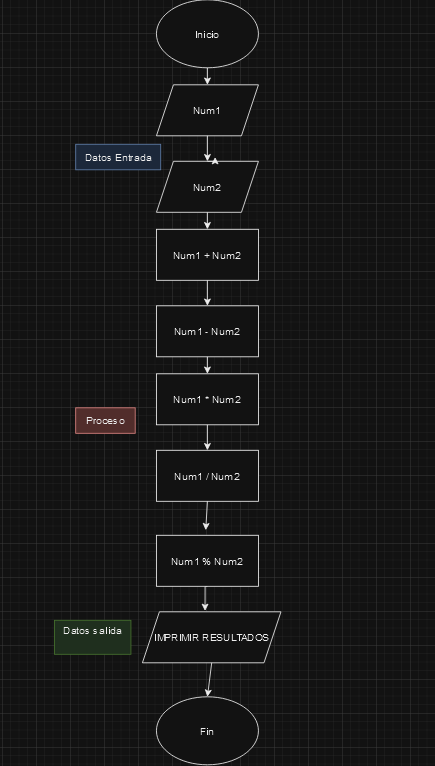 Inicio
Num1
Datos Entrada
Num2
Num1 + Num2
Num1 - Num2
Num1 * Num2
Proceso
Num1 / Num2
Num1 % Num2
Datos salida
IMPRIMIR RESULTADOS
Fin